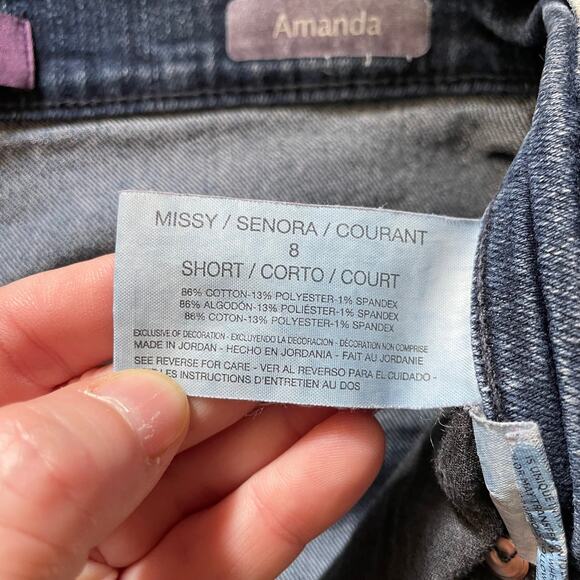 Amanda
MISSY / SENORA / COURANT
8
SHORT / CORTO / COURT
86% COTTON-13% POLYESTER-1% SPANDEX
86% ALGODÓN-13% POLIÉSTER-1% SPANDEX
86% COTON-13% POLYESTER-1% SPANDEX
EXCLUSIVE OF DECORATION - EXCLUYENDO LA DECORACIÓN - DÉCORATION NON COMPRISE
MADE IN JORDAN - HECHO EN JORDANIA - FAIT AU JORDANIE
SEE REVERSE FOR CARE - VER AL REVERSO PARA EL CUIDADO -
LES INSTRUCTIONS D'ENTRETIEN AU DOS